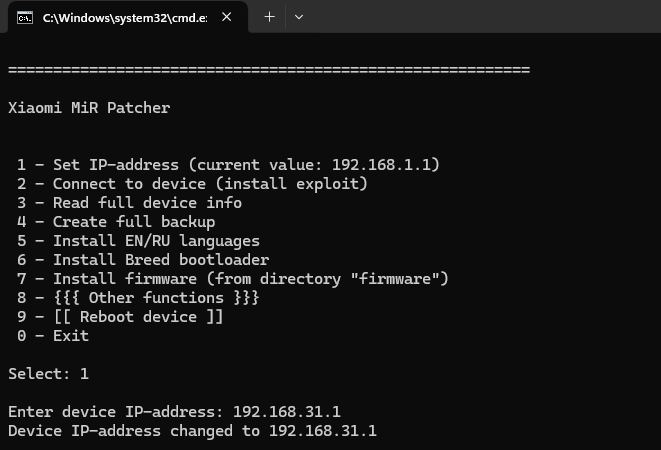 C:\Windows\system32\cmd.e:
==========================================================
Xiaomi MiR Patcher
1 - Set IP-address (current value: 192.168.1.1)
2 - Connect to device (install exploit)
3 - Read full device info
4 - Create full backup
5 - Install EN/RU languages
6 - Install Breed bootloader
7 - Install firmware (from directory "firmware")
8 - {{{ Other functions }}}
9 - [[ Reboot device ]]
0 - Exit
Select: 1
Enter device IP-address: 192.168.31.1
Device IP-address changed to 192.168.31.1